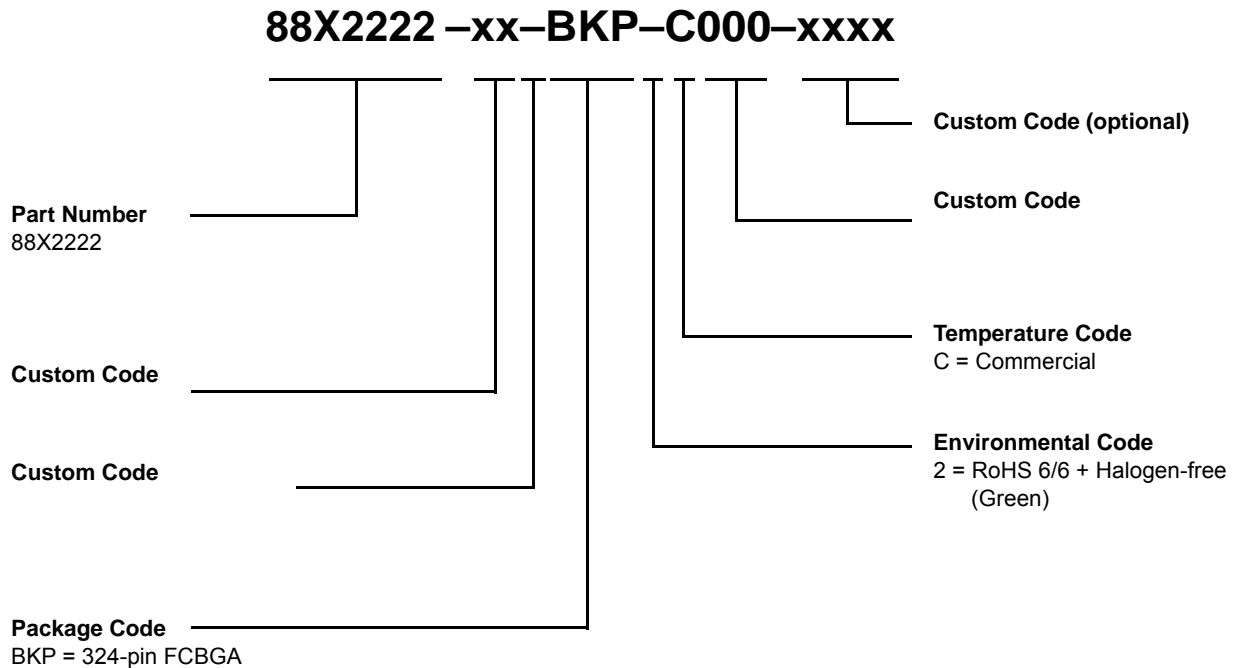 88X2222 –xx–BKP–C000–xxxx
Custom Code (optional)
Custom Code
Part Number
88X2222
Temperature Code
C = Commercial
Custom Code
Environmental Code
2 = RoHS 6/6 + Halogen-free
(Green)
Custom Code
Package Code
BKP = 324-pin FCBGA